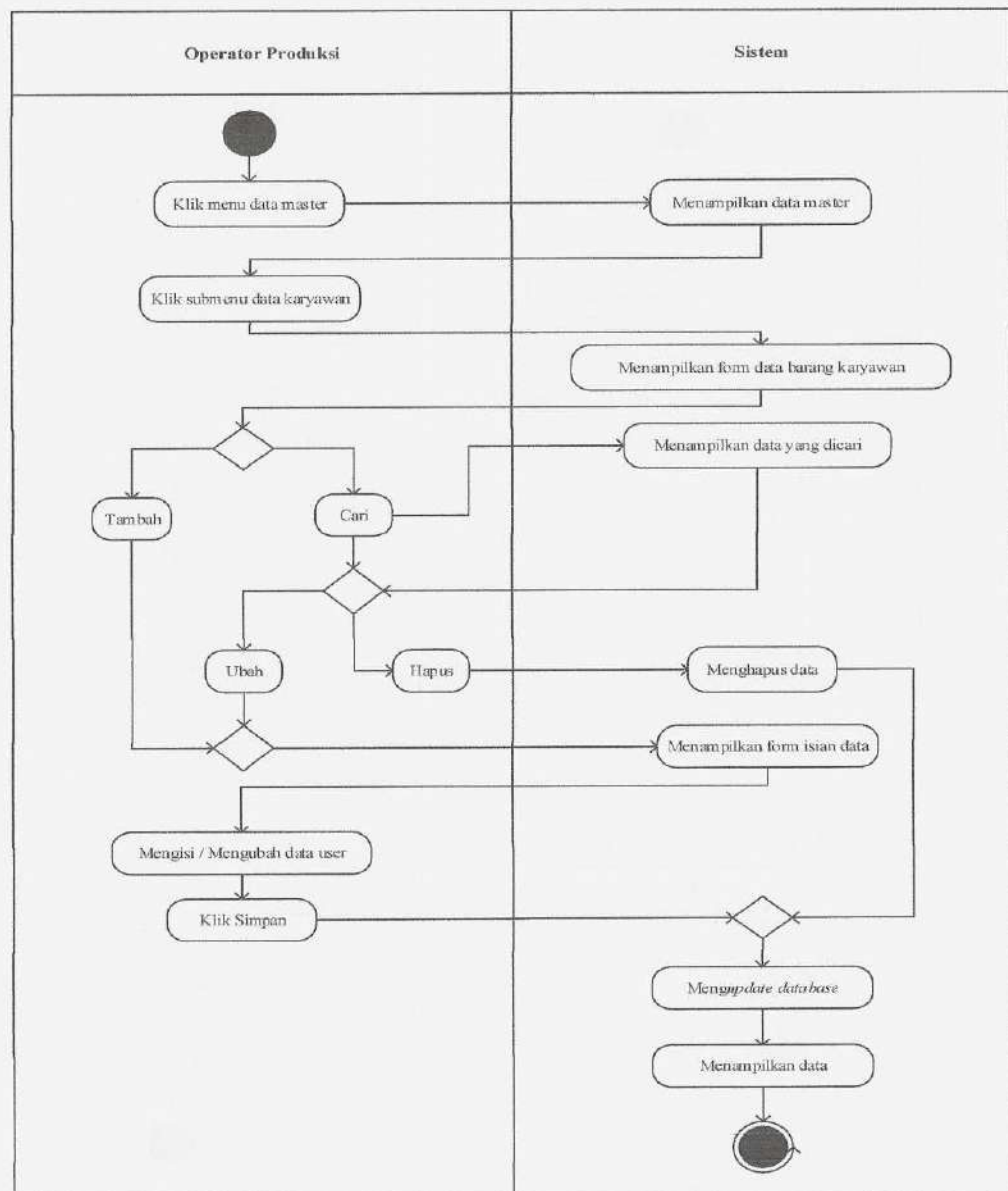 Operator Produksi
Sistem
Klik menu data master
Menampilkan data master
Klik submenu data karyawan
Menampilkan form data barang karyawan
Menampilkan data yang dicari
Tambah
Cari
Ubah
Hapus
Menghapus data
Menampilkan form isian data
Mengisi / Mengubah data user
Klik Simpan
Mengupdate database
Menampilkan data